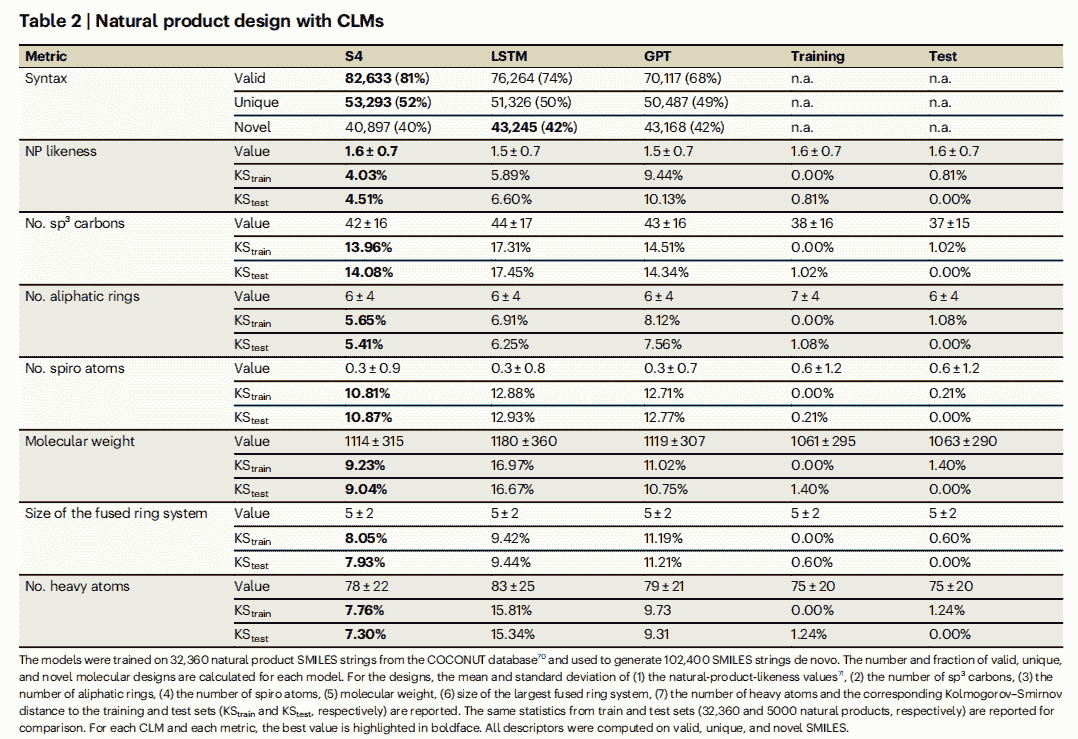 Table 2 | Natural product design with CLMs
Metric S4 LSTM GPT Training Test
Syntax Valid 82,633 (81%) 76,264 (74%) 70,117 (68%) n.a. n.a.
Unique 53,293 (52%) 51,326 (50%) 50,487 (49%) n.a. n.a.
Novel 40,897 (40%) 43,245 (42%) 43,168 (42%) n.a. n.a.
NP likeness Value 1.6 ± 0.7 1.5 ± 0.7 1.5 ± 0.7 1.6 ± 0.7 1.6 ± 0.7
KStrain 4.03% 5.89% 9.44% 0.00% 0.81%
KStest 4.51% 6.60% 10.13% 0.81% 0.00%
No. sp³ carbons Value 42 ± 16 44 ± 17 43 ± 16 38 ± 16 37 ± 15
KStrain 13.96% 17.31% 14.51% 0.00% 1.02%
KStest 14.08% 17.45% 14.34% 1.02% 0.00%
No. aliphatic rings Value 6 ± 4 6 ± 4 6 ± 4 7 ± 4 6 ± 4
KStrain 5.65% 6.91% 8.12% 0.00% 1.08%
KStest 5.41% 6.25% 7.56% 1.08% 0.00%
No. spiro atoms Value 0.3 ± 0.9 0.3 ± 0.8 0.3 ± 0.7 0.6 ± 1.2 0.6 ± 1.2
KStrain 10.81% 12.88% 12.71% 0.00% 0.21%
KStest 10.87% 12.93% 12.77% 0.21% 0.00%
Molecular weight Value 1114 ± 315 1180 ± 360 1119 ± 307 1061 ± 295 1063 ± 290
KStrain 9.23% 16.97% 11.02% 0.00% 1.40%
KStest 9.04% 16.67% 10.75% 1.40% 0.00%
Size of the fused ring system Value 5 ± 2 5 ± 2 5 ± 2 5 ± 2 5 ± 2
KStrain 8.05% 9.42% 11.19% 0.00% 0.60%
KStest 7.93% 9.44% 11.21% 0.60% 0.00%
No. heavy atoms Value 78 ± 22 83 ± 25 79 ± 21 75 ± 20 75 ± 20
KStrain 7.76% 15.81% 9.73 0.00% 1.24%
KStest 7.30% 15.34% 9.31 1.24% 0.00%
The models were trained on 32,360 natural product SMILES strings from the COCONUT database⁷⁰ and used to generate 102,400 SMILES strings de novo. The number and fraction of valid, unique,
and novel molecular designs are calculated for each model. For the designs, the mean and standard deviation of (1) the natural-product-likeness values⁷¹, (2) the number of sp³ carbons, (3) the
number of aliphatic rings, (4) the number of spiro atoms, (5) molecular weight, (6) size of the largest fused ring system, (7) the number of heavy atoms and the corresponding Kolmogorov–Smirnov
distance to the training and test sets (KStrain and KStest, respectively) are reported. The same statistics from train and test sets (32,360 and 5000 natural products, respectively) are reported for
comparison. For each CLM and each metric, the best value is highlighted in boldface. All descriptors were computed on valid, unique, and novel SMILES.